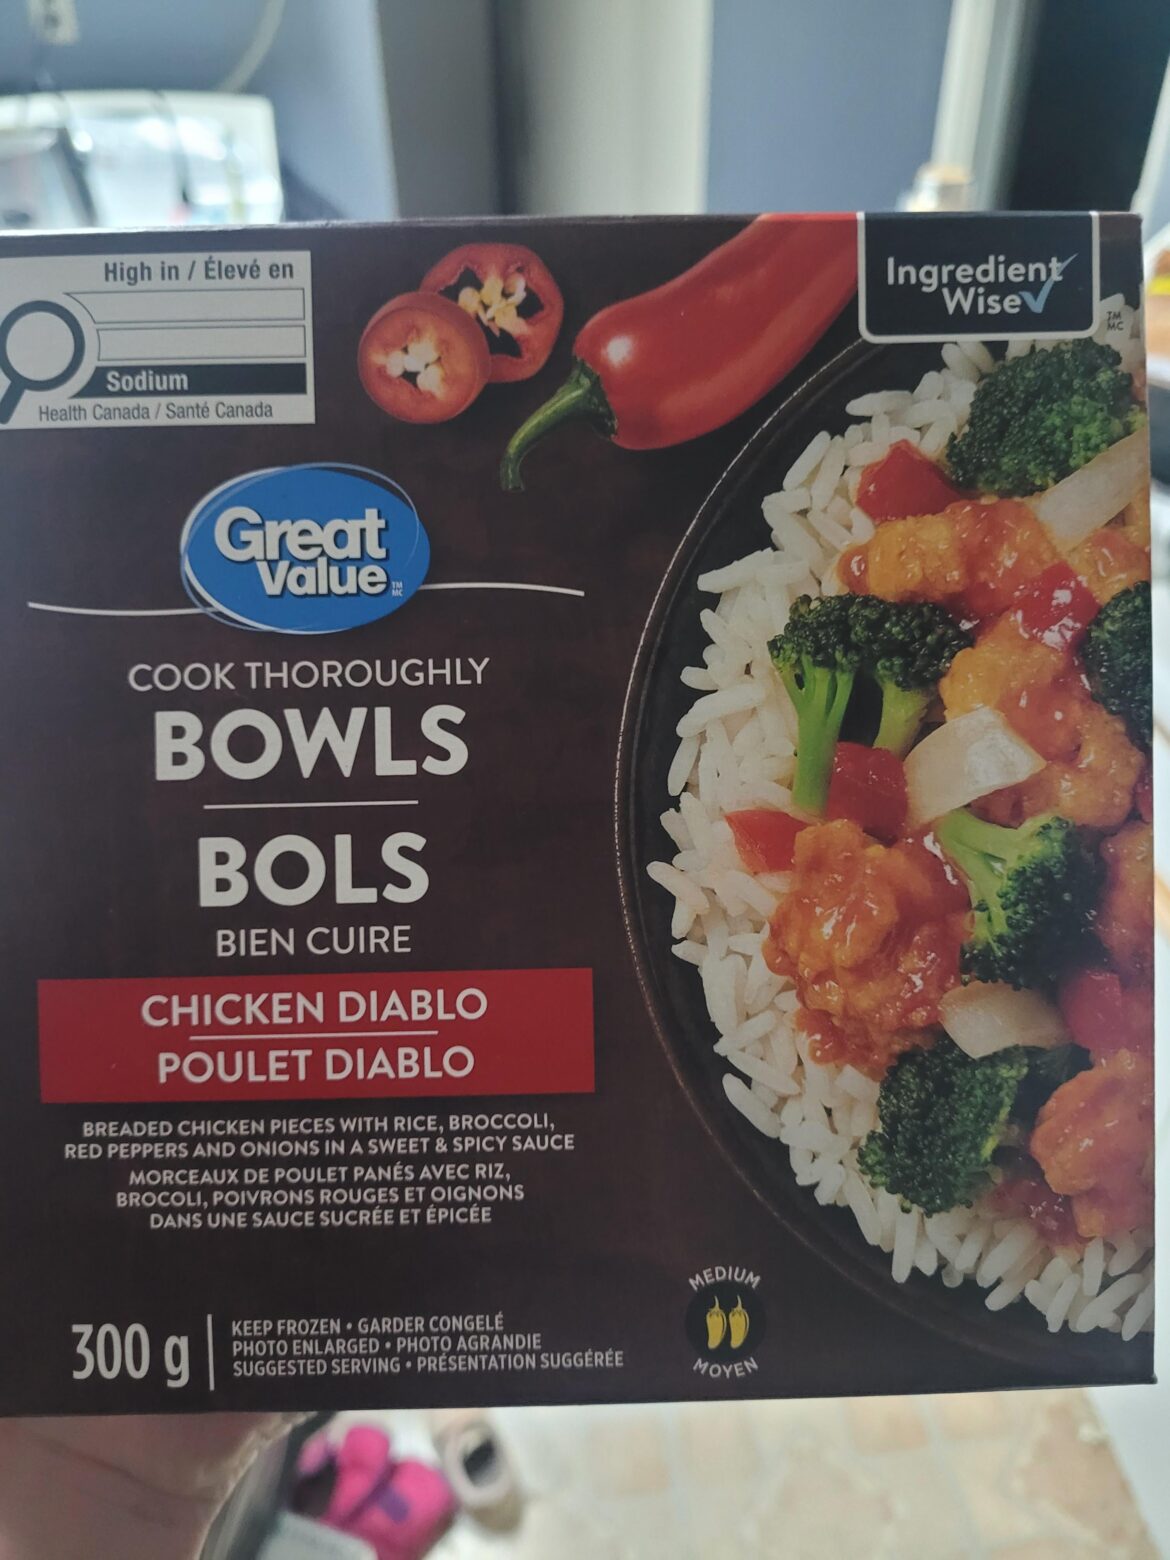 High in / Élevé en
Sodium
Health Canada / Santé Canada
Ingredient
Wise
TM
MC
Great
Value
TM
MC
COOK THOROUGHLY
BOWLS
BOLS
BIEN CUIRE
CHICKEN DIABLO
POULET DIABLO
BREADED CHICKEN PIECES WITH RICE, BROCCOLI,
RED PEPPERS AND ONIONS IN A SWEET & SPICY SAUCE
MORCEAUX DE POULET PANÉS AVEC RIZ,
BROCOLI, POIVRONS ROUGES ET OIGNONS
DANS UNE SAUCE SUCRÉE ET ÉPICÉE
300 g
KEEP FROZEN • GARDER CONGELÉ
PHOTO ENLARGED • PHOTO AGRANDIE
SUGGESTED SERVING • PRÉSENTATION SUGGÉRÉE
MEDIUM
MOYEN